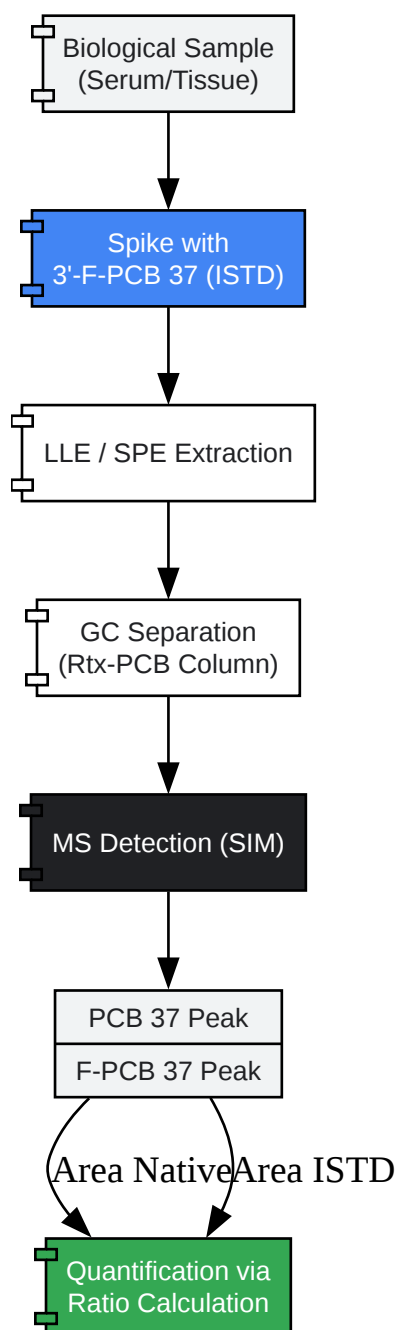 Biological Sample
(Serum/Tissue)
Spike with
3'-F-PCB 37 (ISTD)
LLE / SPE Extraction
GC Separation
(Rtx-PCB Column)
MS Detection (SIM)
PCB 37 Peak
F-PCB 37 Peak
Area Native
Area ISTD
Quantification via
Ratio Calculation